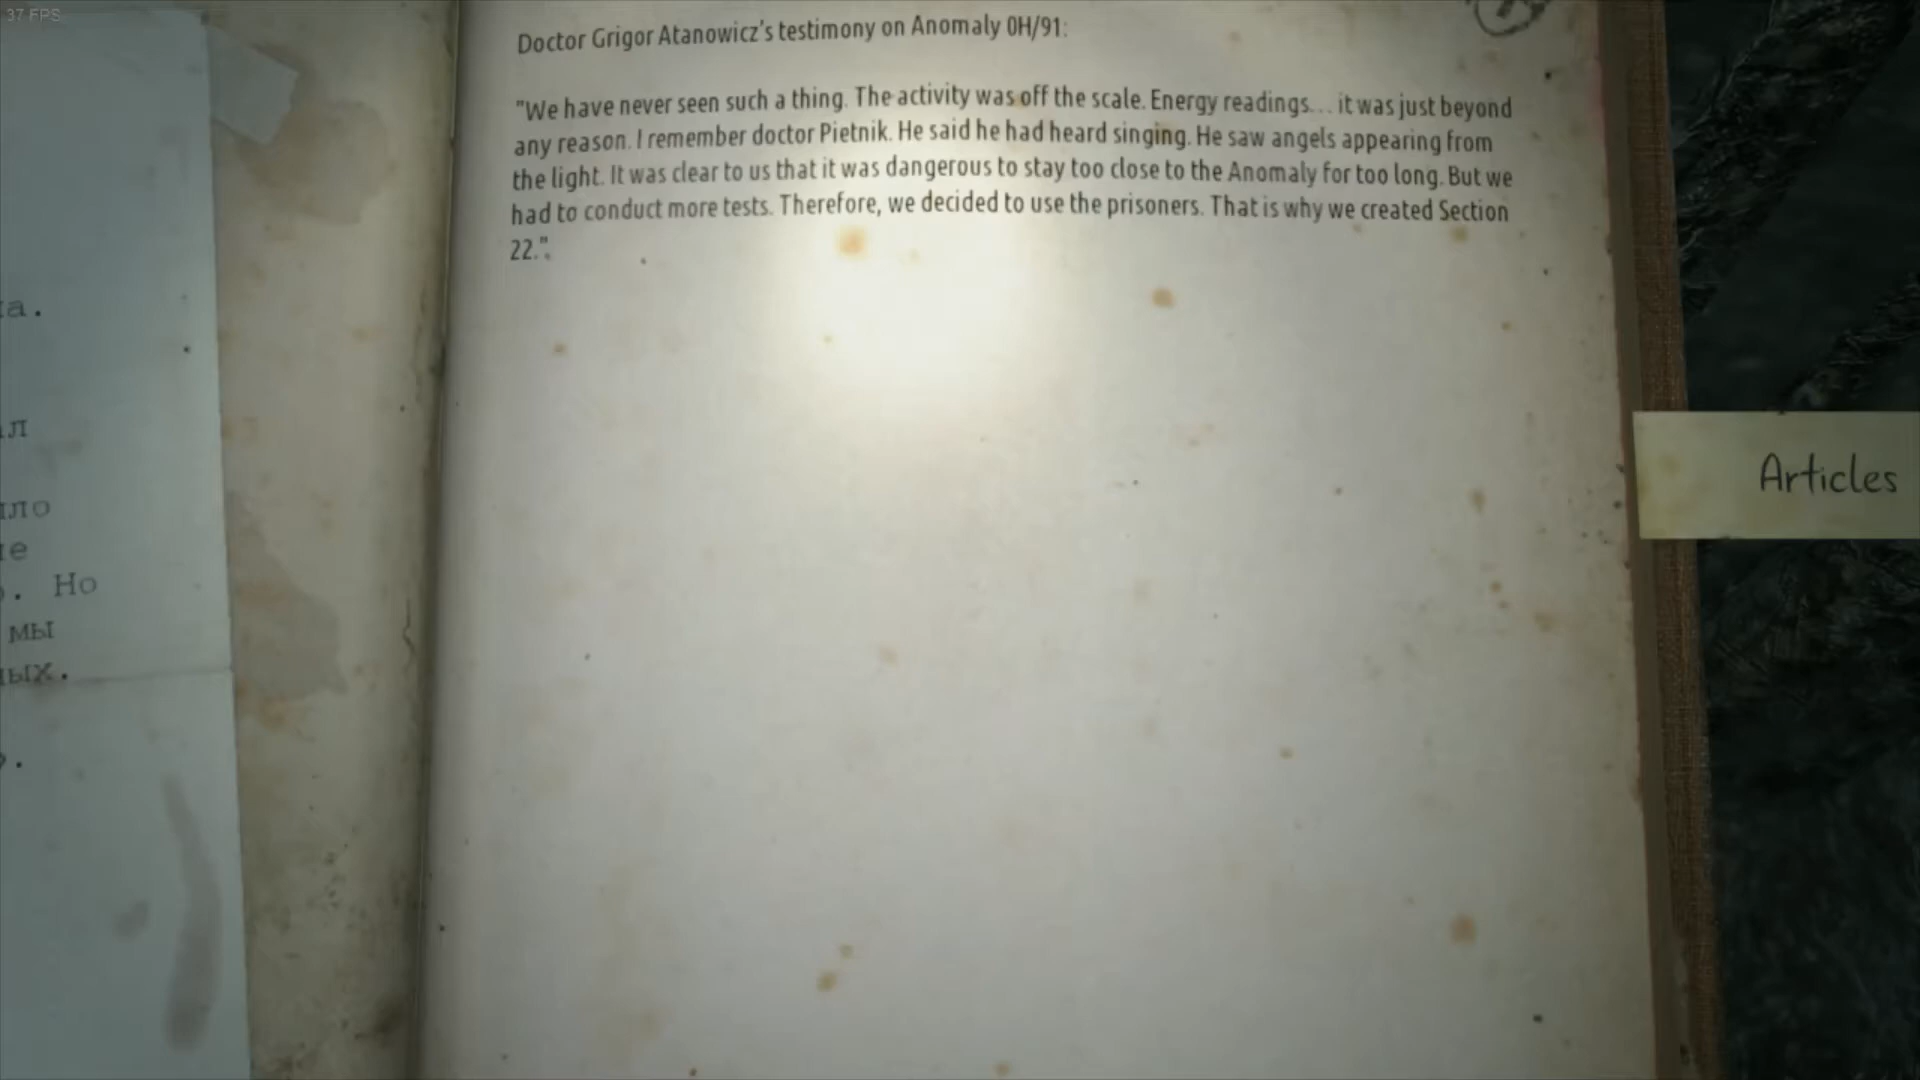 37 FPS
а.
л
ло
е
. Но
мы
ых.
.
Doctor Grigor Atanowicz's testimony on Anomaly 0H/91:
"We have never seen such a thing. The activity was off the scale. Energy readings... it was just beyond
any reason. I remember doctor Pietnik. He said he had heard singing. He saw angels appearing from
the light. It was clear to us that it was dangerous to stay too close to the Anomaly for too long. But we
had to conduct more tests. Therefore, we decided to use the prisoners. That is why we created Section
22.".
Articles